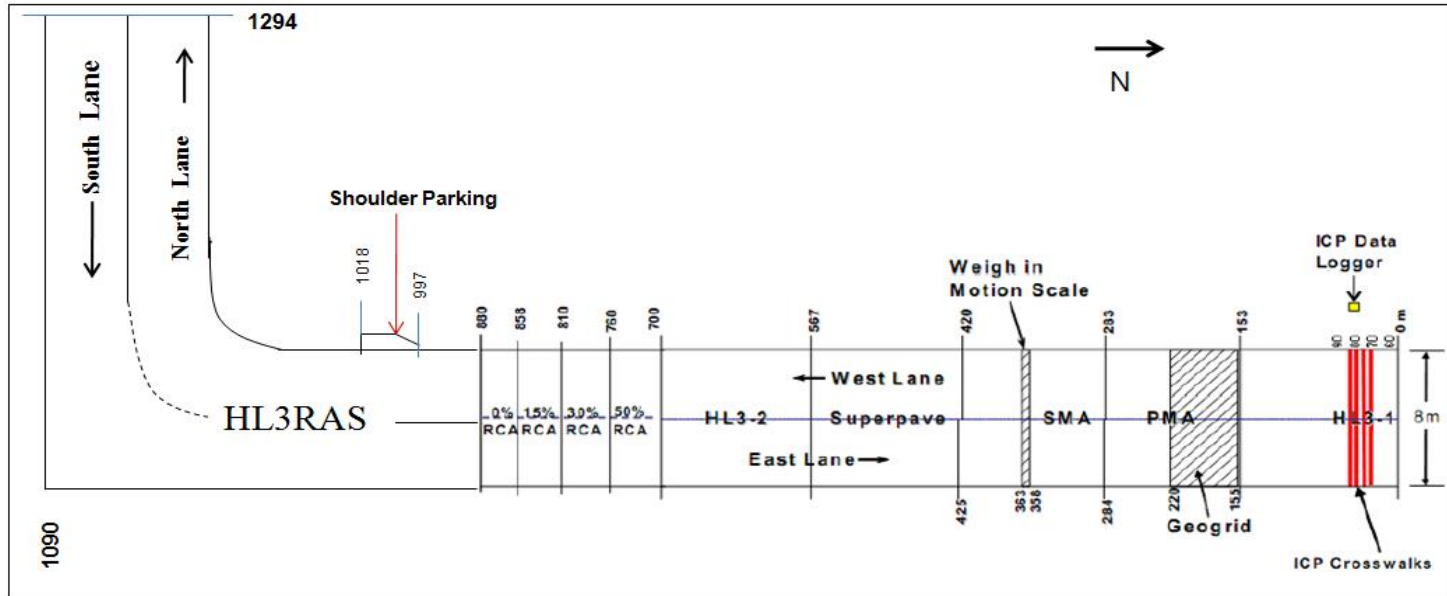 1294
N
South Lane
North Lane
Shoulder Parking
1018
997
ICP Data
Logger
Weigh in
Motion Scale
880
858
810
760
700
567
420
283
153
90
80
70
60
0 m
West Lane
HL3RAS
0%
RCA
15%
RCA
30%
RCA
50%
RCA
HL3-2
Superpave
SMA
PMA
HL3-1
8m
East Lane
425
363
358
284
220
155
Geogrid
1090
ICP Crosswalks